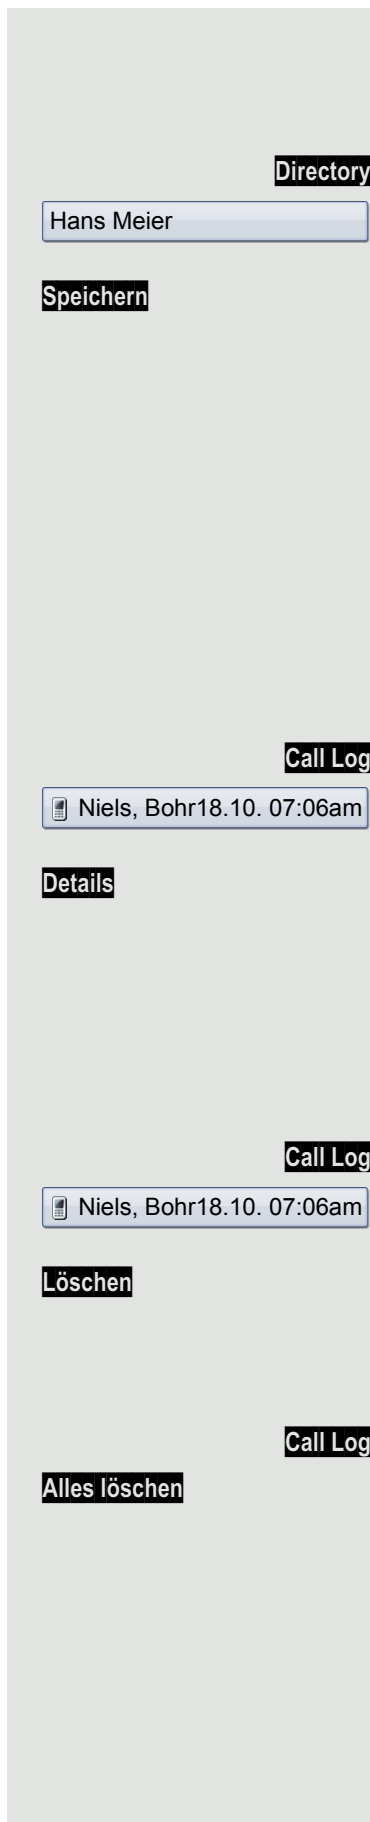 Directory
Hans Meier
Speichern
Call Log
Niels, Bohr18.10. 07:06am
Details
Call Log
Niels, Bohr18.10. 07:06am
Löschen
Call Log
Alles löschen